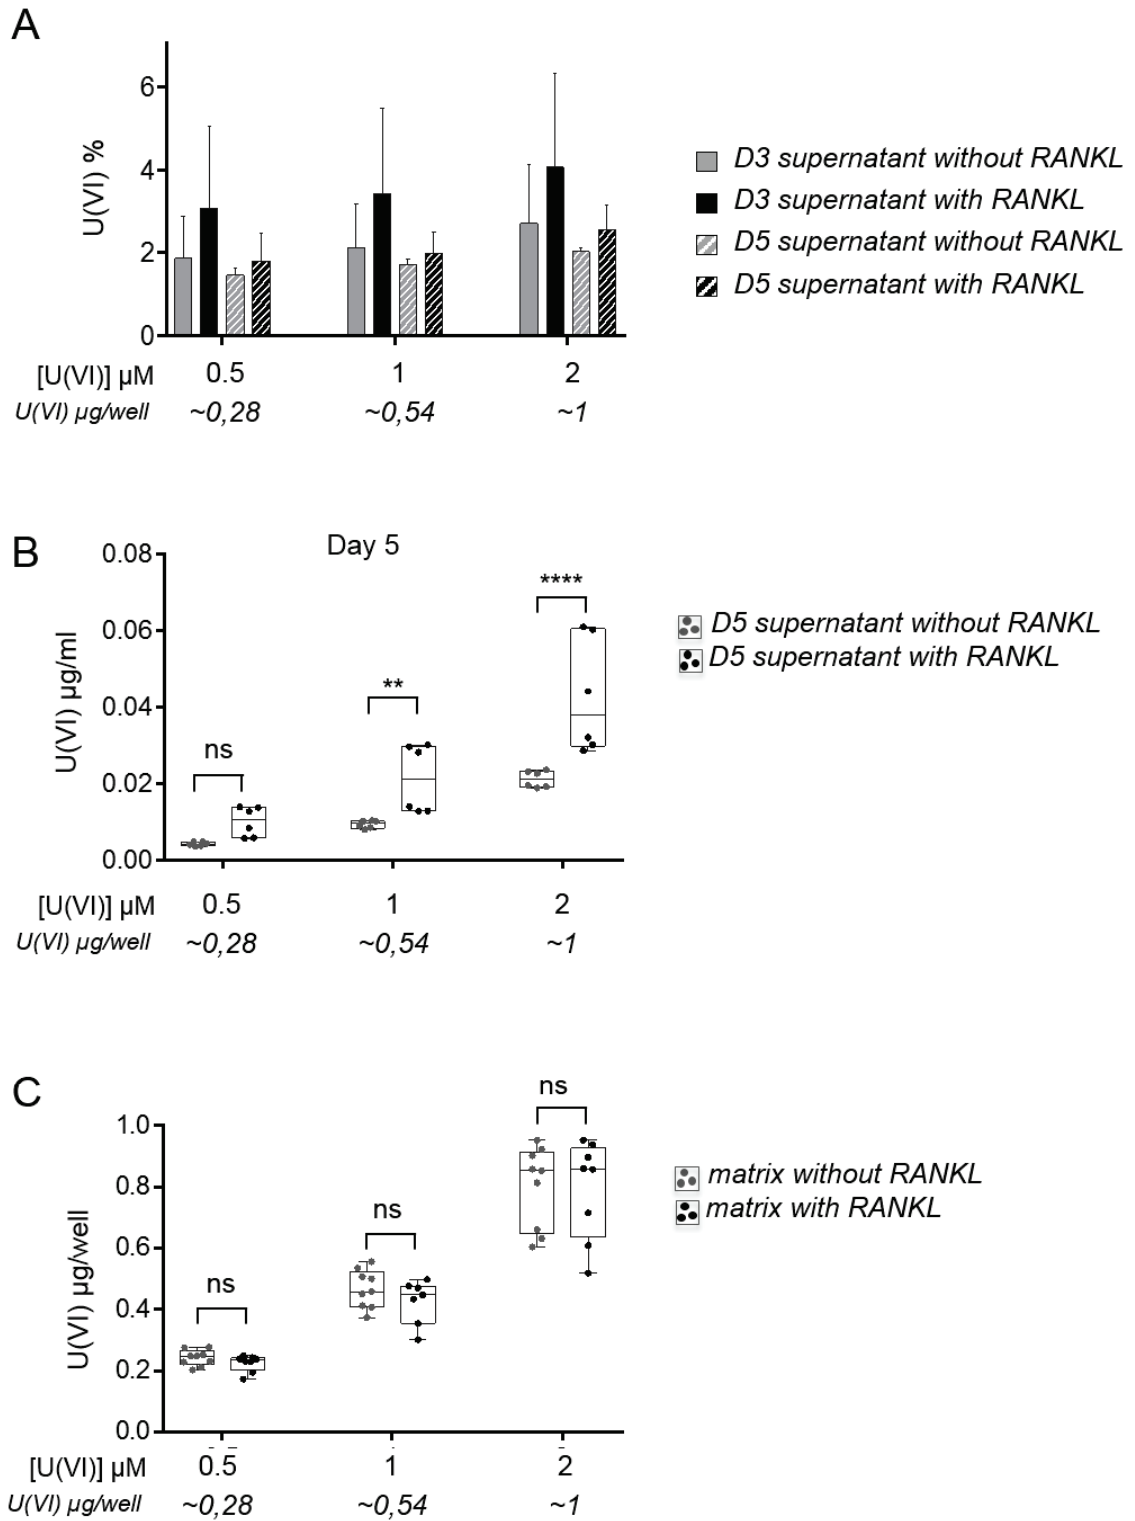 A
U(VI) %
6
4
2
0
[U(VI)] µM 0.5 1 2
U(VI) µg/well ~0,28 ~0,54 ~1
D3 supernatant without RANKL
D3 supernatant with RANKL
D5 supernatant without RANKL
D5 supernatant with RANKL
B
Day 5
U(VI) µg/ml
0.08
0.06
0.04
0.02
0.00
ns
**
****
[U(VI)] µM 0.5 1 2
U(VI) µg/well ~0,28 ~0,54 ~1
D5 supernatant without RANKL
D5 supernatant with RANKL
C
U(VI) µg/well
1.0
0.8
0.6
0.4
0.2
0.0
ns
ns
ns
[U(VI)] µM 0.5 1 2
U(VI) µg/well ~0,28 ~0,54 ~1
matrix without RANKL
matrix with RANKL